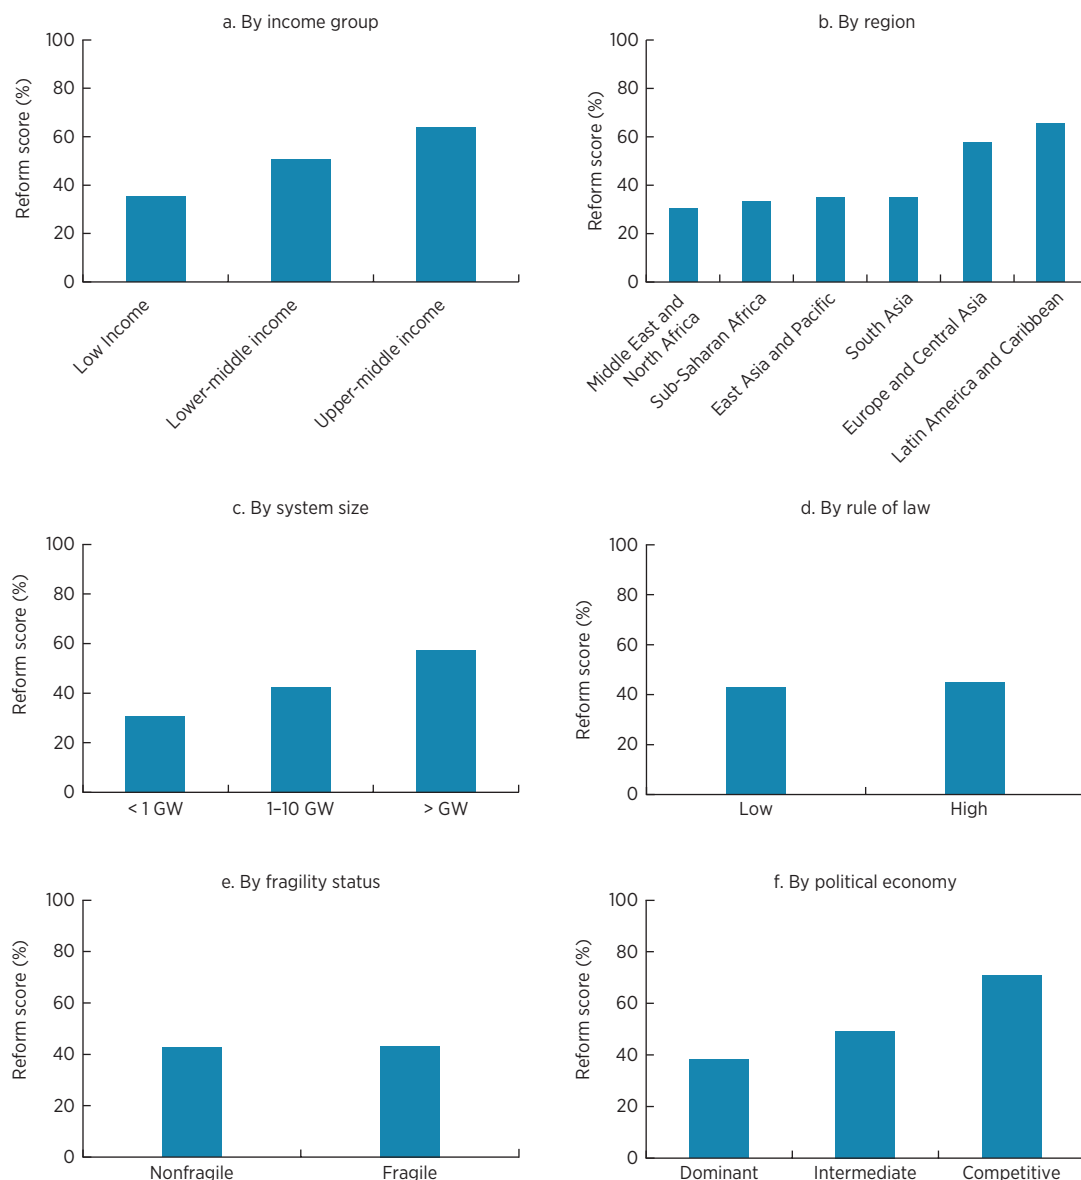 a. By income group
Reform score (%)
100
80
60
40
20
0
Low Income
Lower-middle income
Upper-middle income
b. By region
Reform score (%)
100
80
60
40
20
0
Middle East and
North Africa
Sub-Saharan Africa
East Asia and Pacific
South Asia
Europe and Central Asia
Latin America and Caribbean
c. By system size
Reform score (%)
100
80
60
40
20
0
< 1 GW
1–10 GW
> GW
d. By rule of law
Reform score (%)
100
80
60
40
20
0
Low
High
e. By fragility status
Reform score (%)
100
80
60
40
20
0
Nonfragile
Fragile
f. By political economy
Reform score (%)
100
80
60
40
20
0
Dominant
Intermediate
Competitive